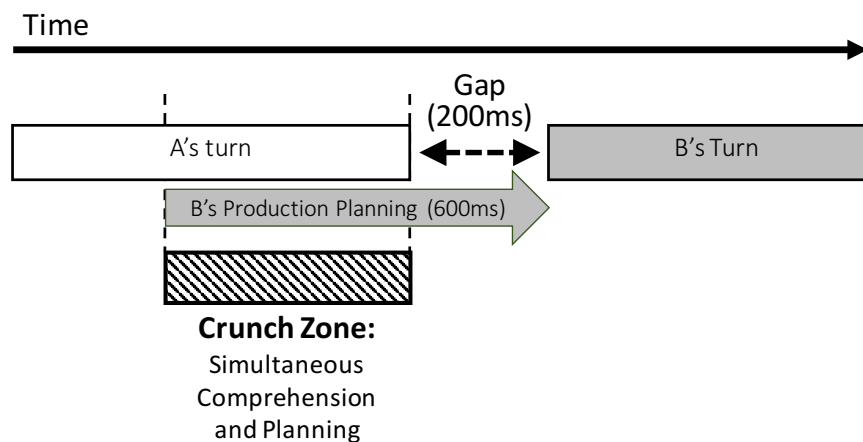 Time
Gap
(200ms)
A's turn
B's Turn
B's Production Planning (600ms)
Crunch Zone:
Simultaneous
Comprehension
and Planning